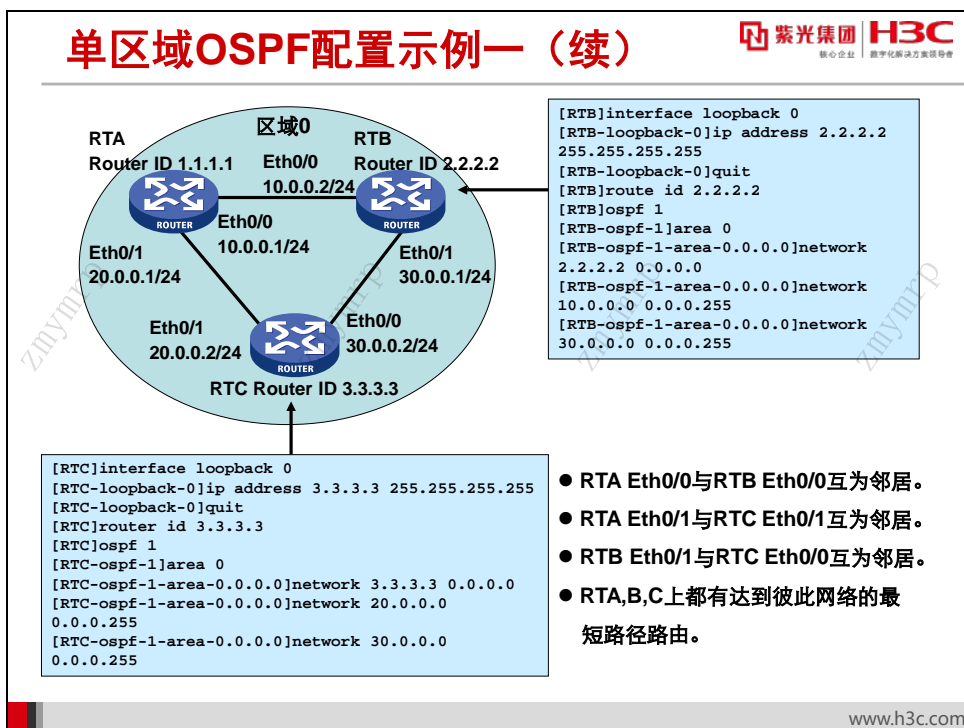 单区域OSPF配置示例一（续）
紫光集团 H3C
核心企业 数字化解决方案领导者
区域0
RTA
Router ID 1.1.1.1
RTB
Router ID 2.2.2.2
Eth0/0
10.0.0.2/24
ROUTER
ROUTER
Eth0/0
10.0.0.1/24
Eth0/1
20.0.0.1/24
Eth0/1
30.0.0.1/24
Eth0/1
20.0.0.2/24
Eth0/0
30.0.0.2/24
ROUTER
RTC Router ID 3.3.3.3
[RTB]interface loopback 0
[RTB-loopback-0]ip address 2.2.2.2
255.255.255.255
[RTB-loopback-0]quit
[RTB]route id 2.2.2.2
[RTB]ospf 1
[RTB-ospf-1]area 0
[RTB-ospf-1-area-0.0.0.0]network
2.2.2.2 0.0.0.0
[RTB-ospf-1-area-0.0.0.0]network
10.0.0.0 0.0.0.255
[RTB-ospf-1-area-0.0.0.0]network
30.0.0.0 0.0.0.255
zmymrp
zmymrp
zmymrp
zmymrp
[RTC]interface loopback 0
[RTC-loopback-0]ip address 3.3.3.3 255.255.255.255
[RTC-loopback-0]quit
[RTC]router id 3.3.3.3
[RTC]ospf 1
[RTC-ospf-1]area 0
[RTC-ospf-1-area-0.0.0.0]network 3.3.3.3 0.0.0.0
[RTC-ospf-1-area-0.0.0.0]network 20.0.0.0
0.0.0.255
[RTC-ospf-1-area-0.0.0.0]network 30.0.0.0
0.0.0.255
● RTA Eth0/0与RTB Eth0/0互为邻居。
● RTA Eth0/1与RTC Eth0/1互为邻居。
● RTB Eth0/1与RTC Eth0/0互为邻居。
● RTA,B,C上都有达到彼此网络的最
短路径路由。
www.h3c.com